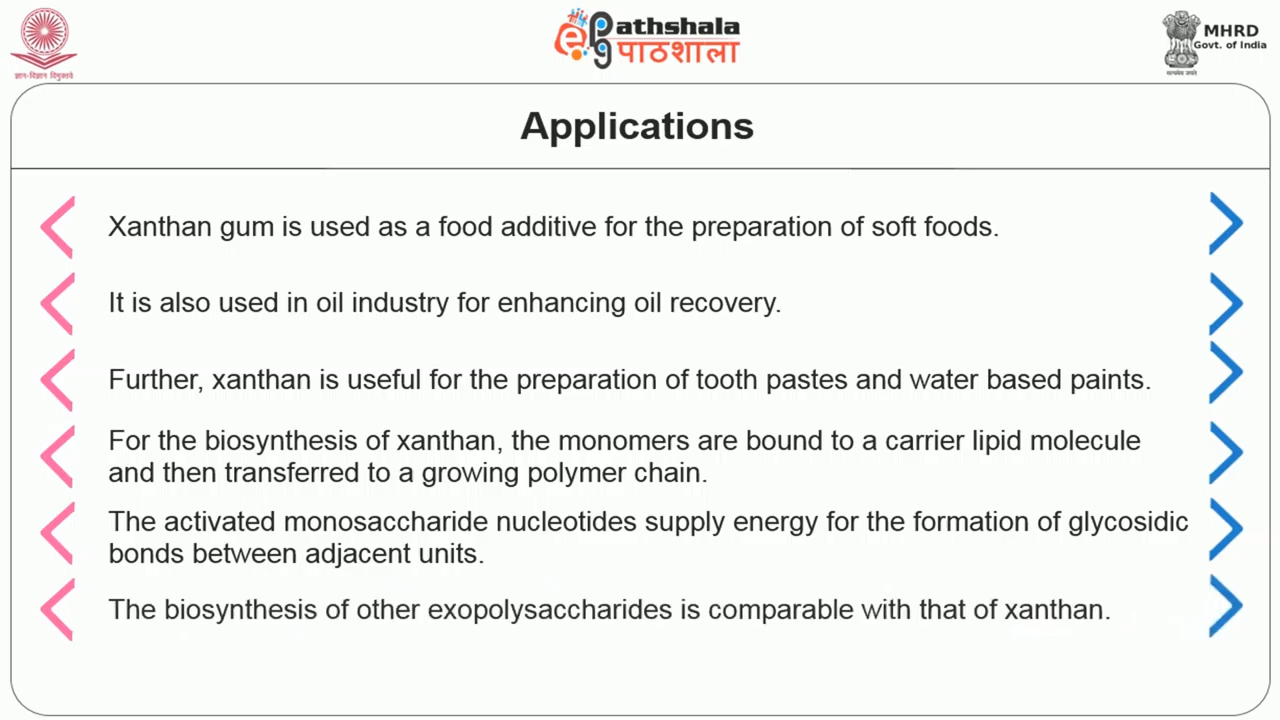 ज्ञान-विज्ञान विमुक्तये
ePathshala
पाठशाला
MHRD
Govt. of India
सत्यमेव जयते
Applications
Xanthan gum is used as a food additive for the preparation of soft foods.
It is also used in oil industry for enhancing oil recovery.
Further, xanthan is useful for the preparation of tooth pastes and water based paints.
For the biosynthesis of xanthan, the monomers are bound to a carrier lipid molecule
and then transferred to a growing polymer chain.
The activated monosaccharide nucleotides supply energy for the formation of glycosidic
bonds between adjacent units.
The biosynthesis of other exopolysaccharides is comparable with that of xanthan.